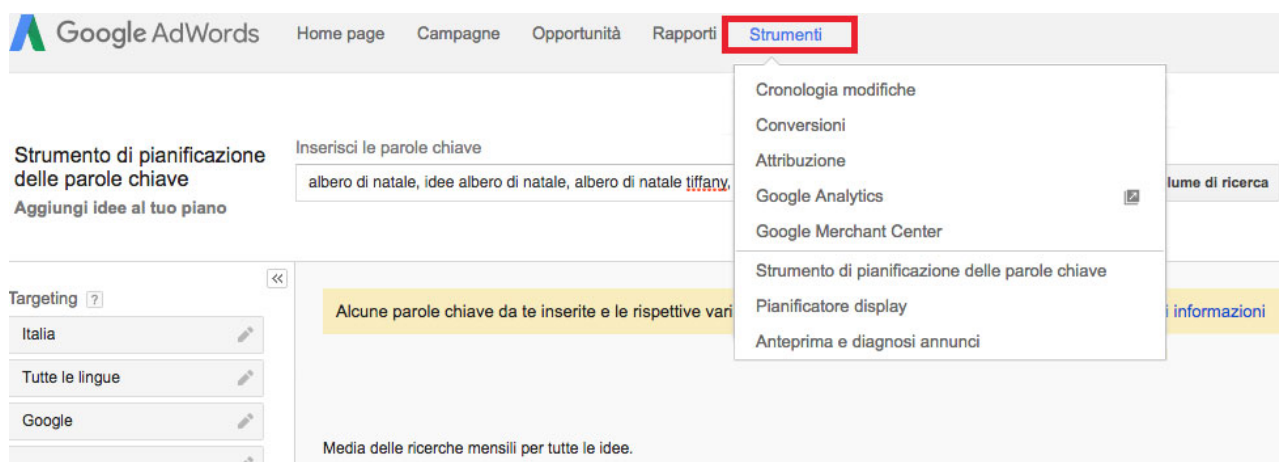 Google AdWords Home page Campagne Opportunità Rapporti Strumenti
Cronologia modifiche
Conversioni
Attribuzione
Google Analytics
Google Merchant Center
Strumento di pianificazione delle parole chiave
Pianificatore display
Anteprima e diagnosi annunci
Strumento di pianificazione
delle parole chiave
Aggiungi idee al tuo piano
Inserisci le parole chiave
albero di natale, idee albero di natale, albero di natale tiffany,
lume di ricerca
Targeting ?
Italia
Tutte le lingue
Google
Alcune parole chiave da te inserite e le rispettive vari
i informazioni
Media delle ricerche mensili per tutte le idee.